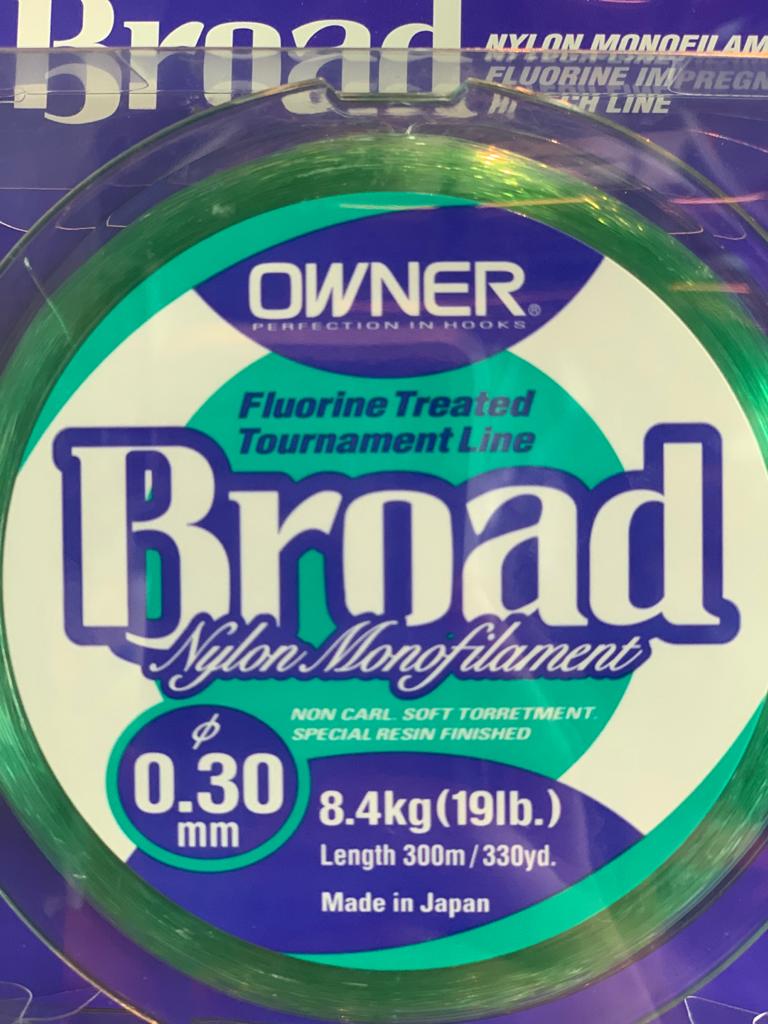 Broad
NYLON MONOFILAM
FLUORINE IMPREGN
LINE
OWNER®
PERFECTION IN HOOKS
Fluorine Treated
Tournament Line
Broad
Nylon Monofilament
NON CARL. SOFT TORRETMENT.
SPECIAL RESIN FINISHED
φ
0.30
mm
8.4kg(19lb.)
Length 300m/330yd.
Made in Japan